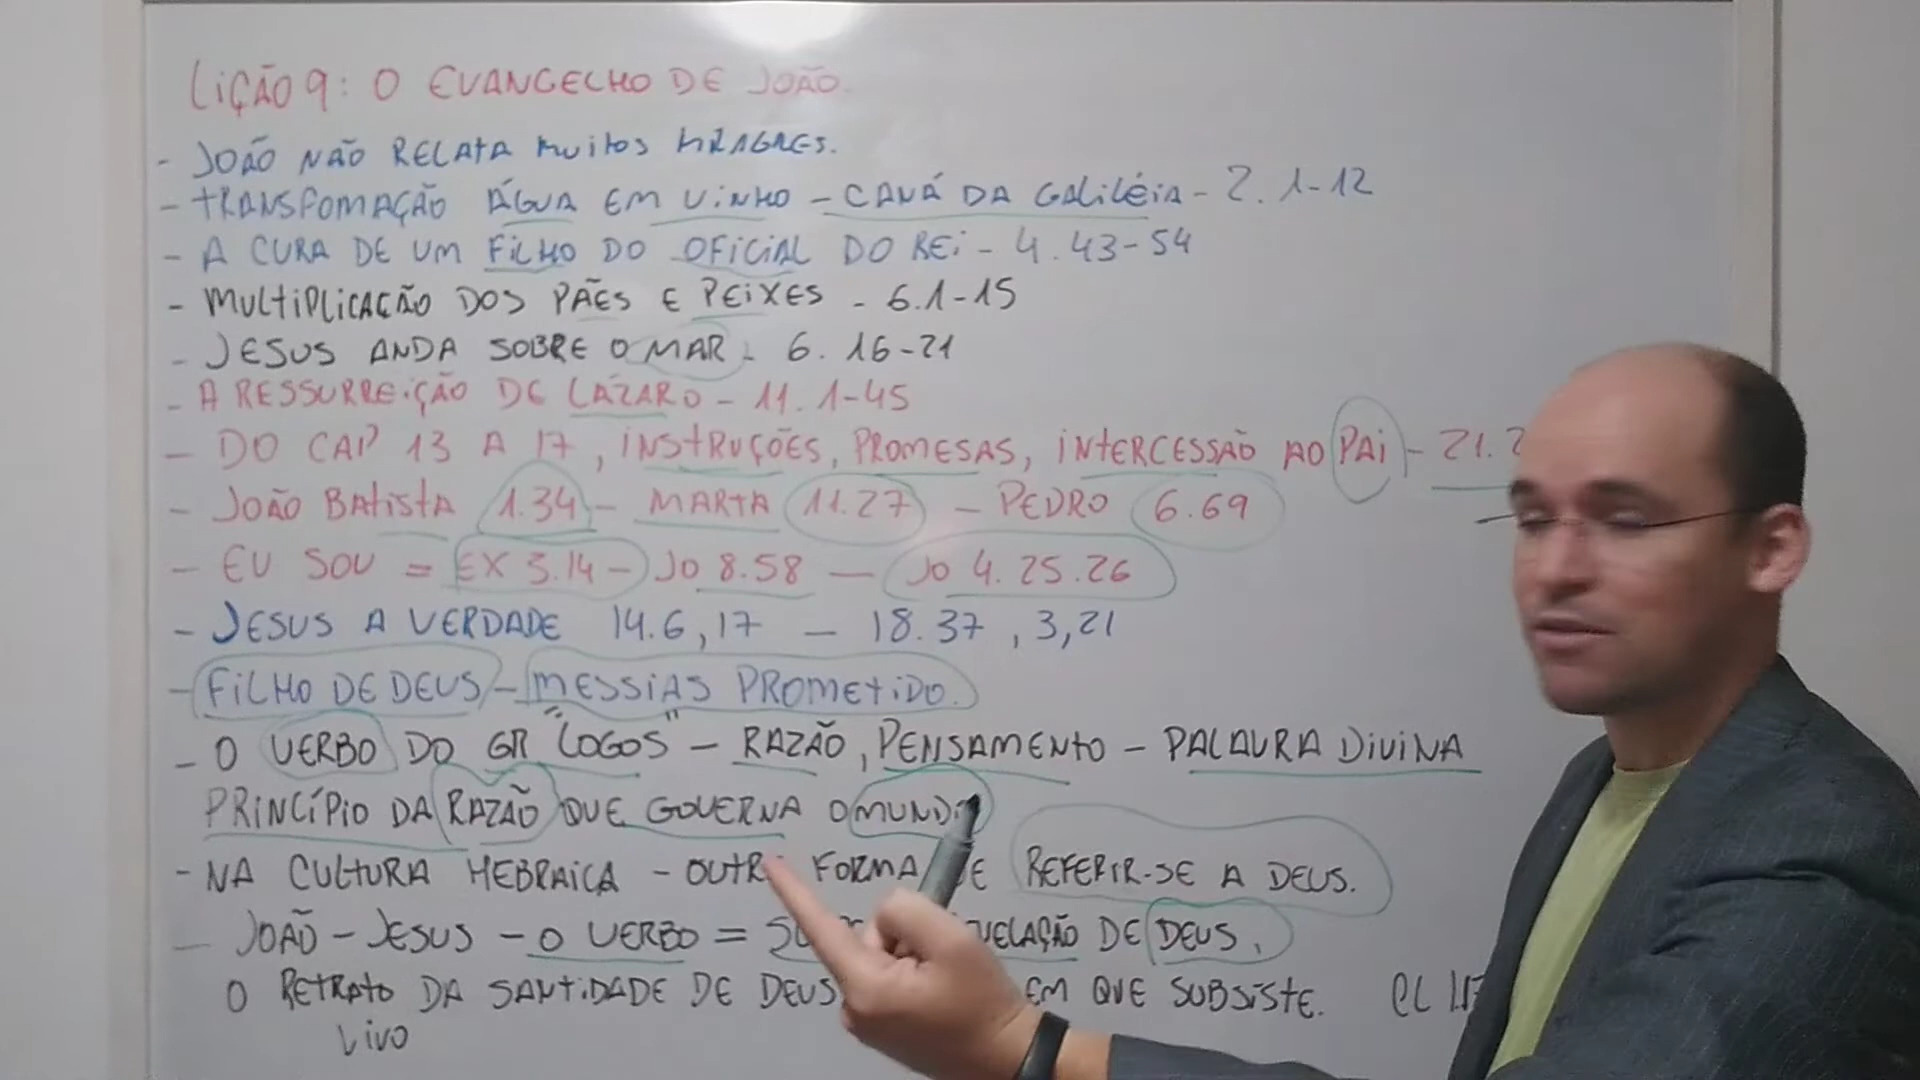 LIÇÃO 9: O EVANGELHO DE JOÃO.
- JOÃO NÃO RELATA MUITOS MILAGRES.
- TRANSFOMAÇÃO ÁGUA EM VINHO - CANÁ DA GALILÉIA - 2. 1-12
- A CURA DE UM FILHO DO OFICIAL DO REI - 4. 43-54
- MULTIPLICAÇÃO DOS PÃES E PEIXES - 6.1-15
- JESUS ANDA SOBRE O MAR - 6. 16-21
- A RESSURREIÇÃO DE LÁZARO - 11. 1-45
- DO CAP 13 A 17, INSTRUÇÕES, PROMESAS, INTERCESSÃO AO PAI - 21.2
- JOÃO BATISTA 1.34 - MARTA 11.27 - PEDRO 6.69
- EU SOU = EX 3.14 - JO 8.58 - JO 4. 25.26
- JESUS A VERDADE 14.6,17 - 18.37, 3,21
- FILHO DE DEUS - MESSIAS PROMETIDO.
- O VERBO DO GR "LOGOS" - RAZÃO, PENSAMENTO - PALAVRA DIVINA
PRINCÍPIO DA RAZÃO QUE GOVERNA O MUNDO
- NA CULTURA HEBRAICA - OUTRA FORMA DE REFERIR-SE A DEUS.
- JOÃO - JESUS - O VERBO = DE DEUS.
O RETRATO DA SANTIDADE DE DEUS EM QUE SUBSISTE.
VIVO